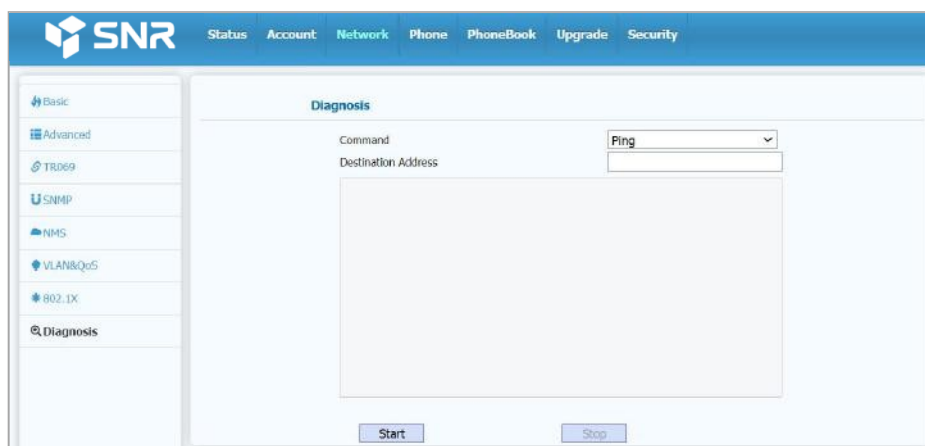 SNR
Status Account Network Phone PhoneBook Upgrade Security
Basic
Advanced
TR069
SNMP
NMS
VLAN&QoS
802.1X
Diagnosis
Diagnosis
Command Ping
Destination Address
Start Stop